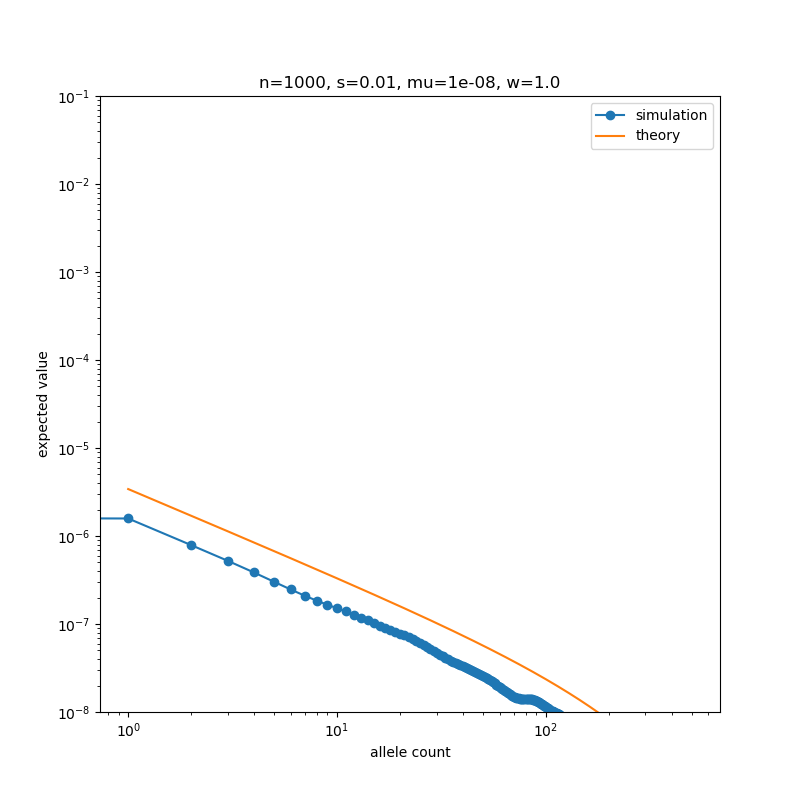 n=1000, s=0.01, mu=1e-08, w=1.0
simulation
theory
expected value
10⁻¹
10⁻²
10⁻³
10⁻⁴
10⁻⁵
10⁻⁶
10⁻⁷
10⁻⁸
10⁰ 10¹ 10²
allele count